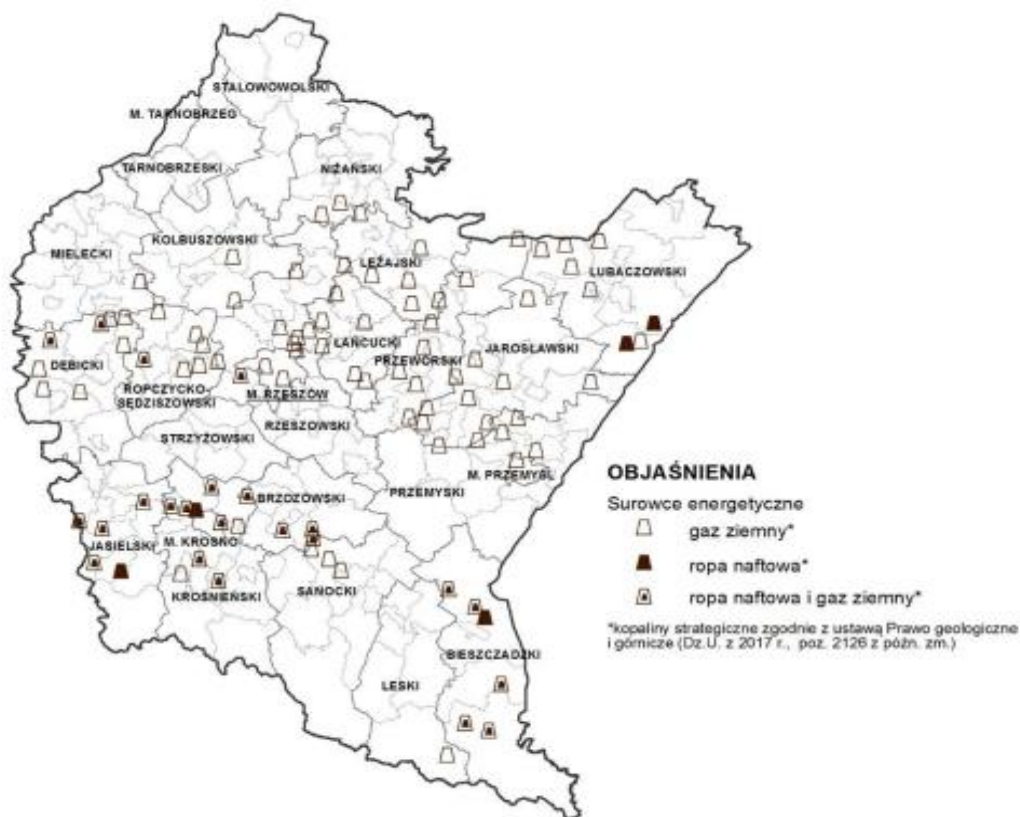 STALOWOWOLSKI
M. TARNOBRZEG
TARNOBRZESKI
NIŻAŃSKI
KOLBUSZOWSKI
MIELECKI
LEŻAJSKI
LUBACZOWSKI
ŁAŃCUCKI
PRZEWORSKI
JAROSŁAWSKI
DĘBICKI
ROPCZYCKO-
SĘDZISZOWSKI
M. RZESZÓW
RZESZOWSKI
STRZYŻOWSKI
M. PRZEMYŚL
PRZEMYSKI
BRZOZOWSKI
JASIELSKI
M. KROSNO
KROŚNIEŃSKI
SANOCKI
BIESZCZADZKI
LESKI
OBJAŚNIENIA
Surowce energetyczne
gaz ziemny*
ropa naftowa*
ropa naftowa i gaz ziemny*
*kopaliny strategiczne zgodnie z ustawą Prawo geologiczne
i górnicze (Dz.U. z 2017 r., poz. 2126 z późn. zm.)